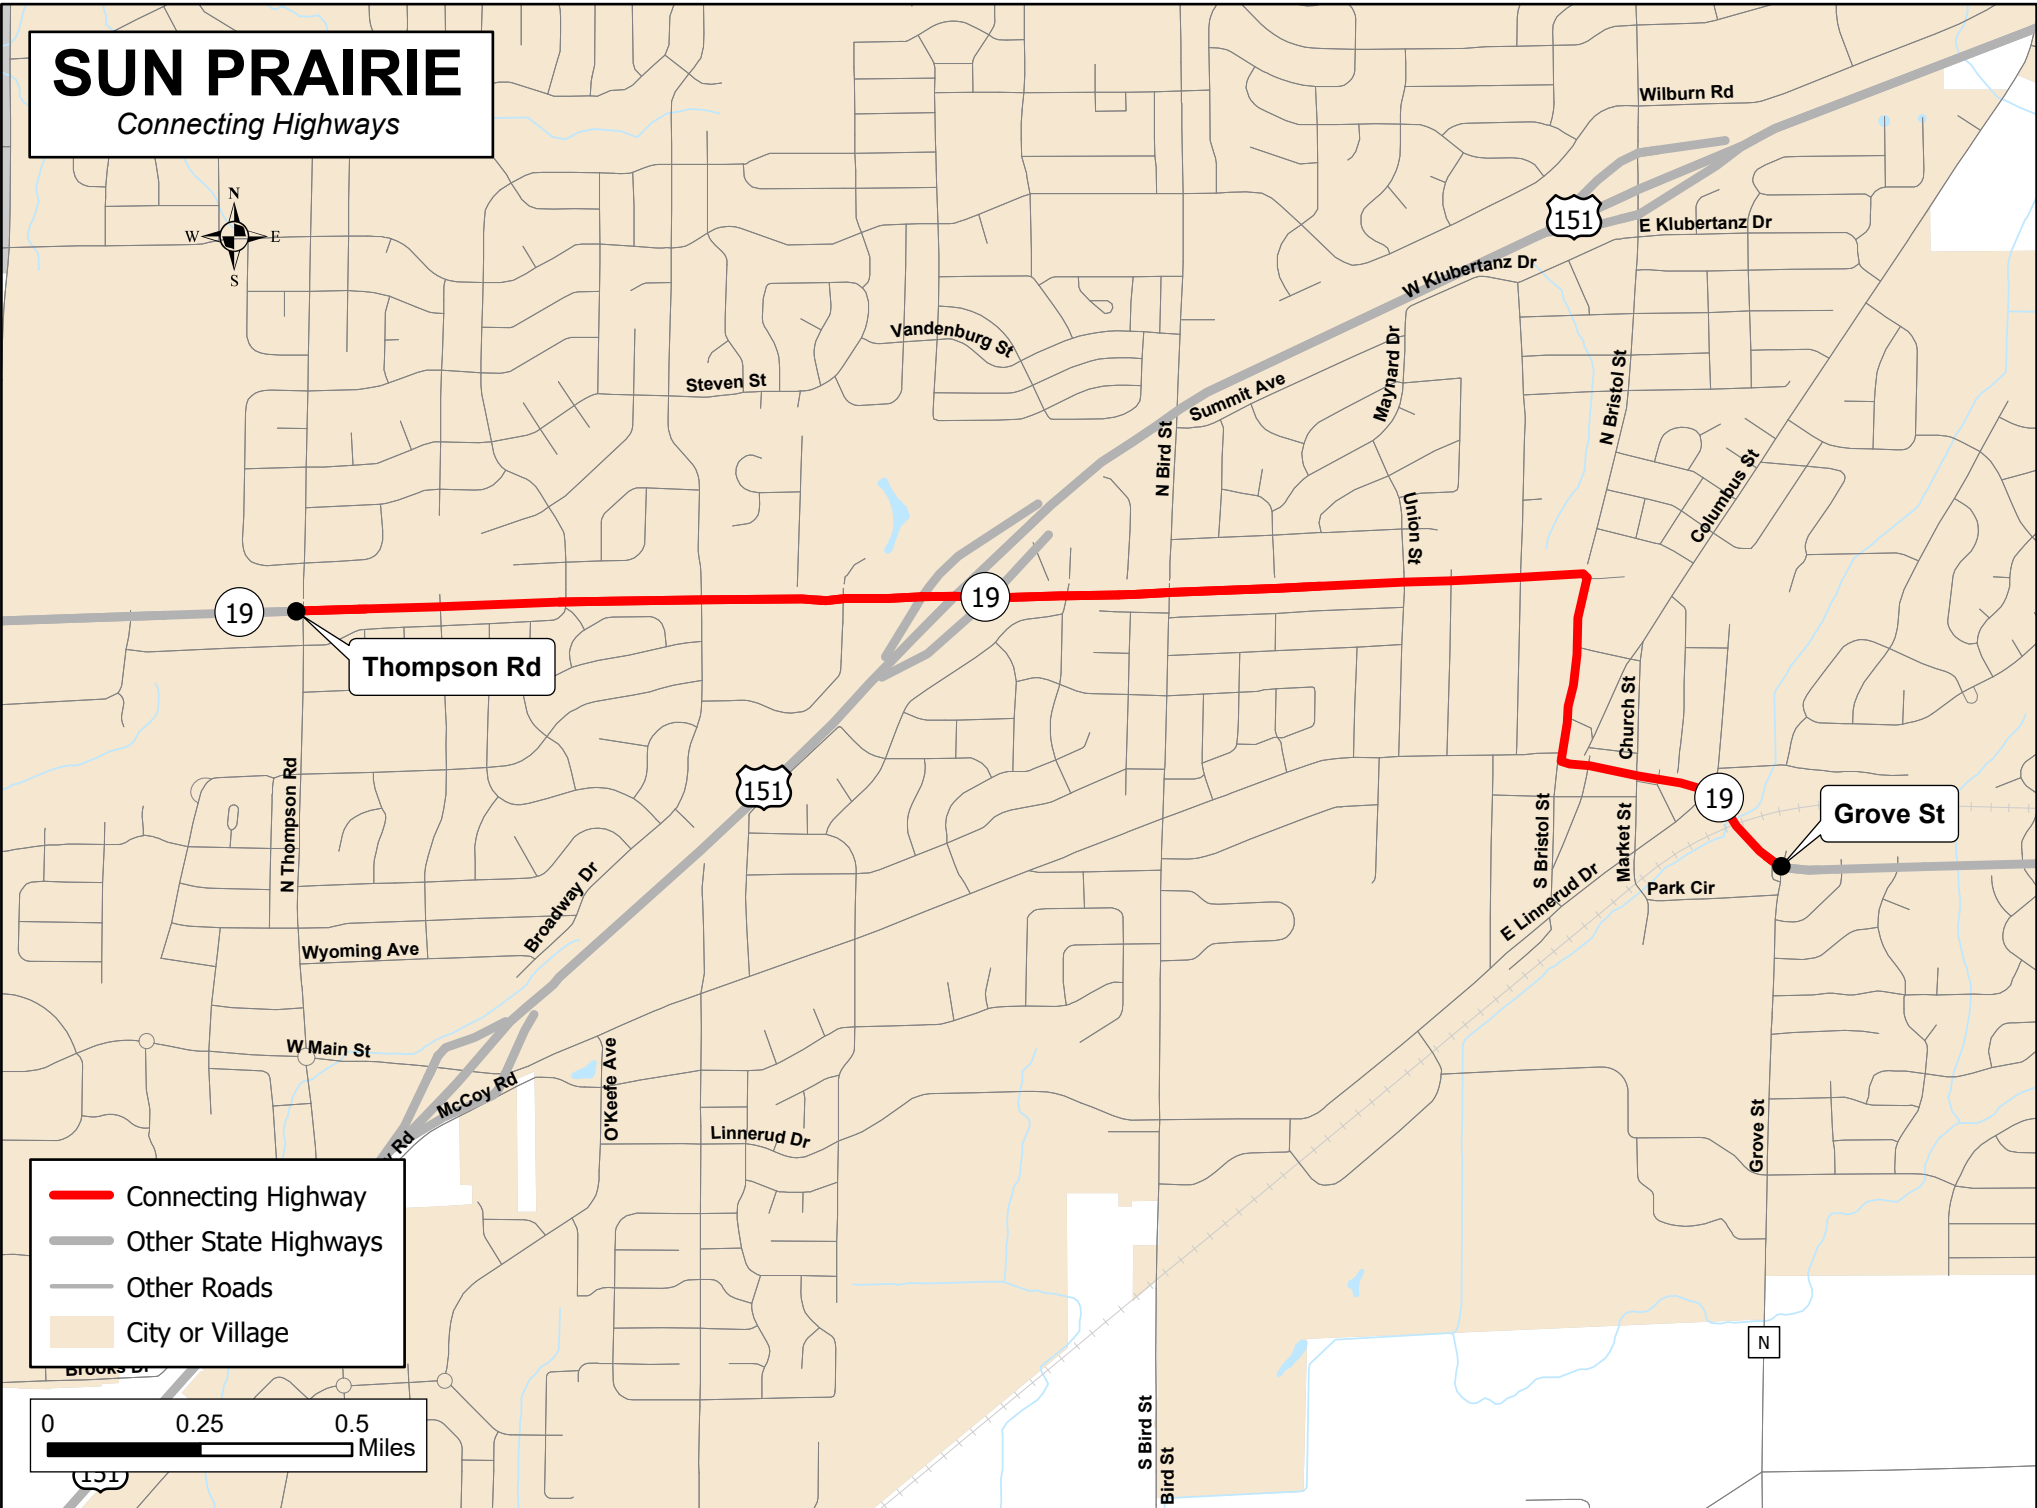 SUN PRAIRIE
Connecting Highways
N
W
E
S
Wilburn Rd
151
E Klubertanz Dr
W Klubertanz Dr
Vandenburg St
Steven St
Summit Ave
Maynard Dr
N Bristol St
N Bird St
Columbus St
Union St
19
19
Thompson Rd
Church St
151
N Thompson Rd
19
Grove St
S Bristol St
Market St
Broadway Dr
E Linnerud Dr
Park Cir
Wyoming Ave
W Main St
O'Keefe Ave
McCoy Rd
Rd
Linnerud Dr
Grove St
Connecting Highway
Other State Highways
Other Roads
City or Village
Brooks Dr
N
0 0.25 0.5
Miles
151
S Bird St
Bird St